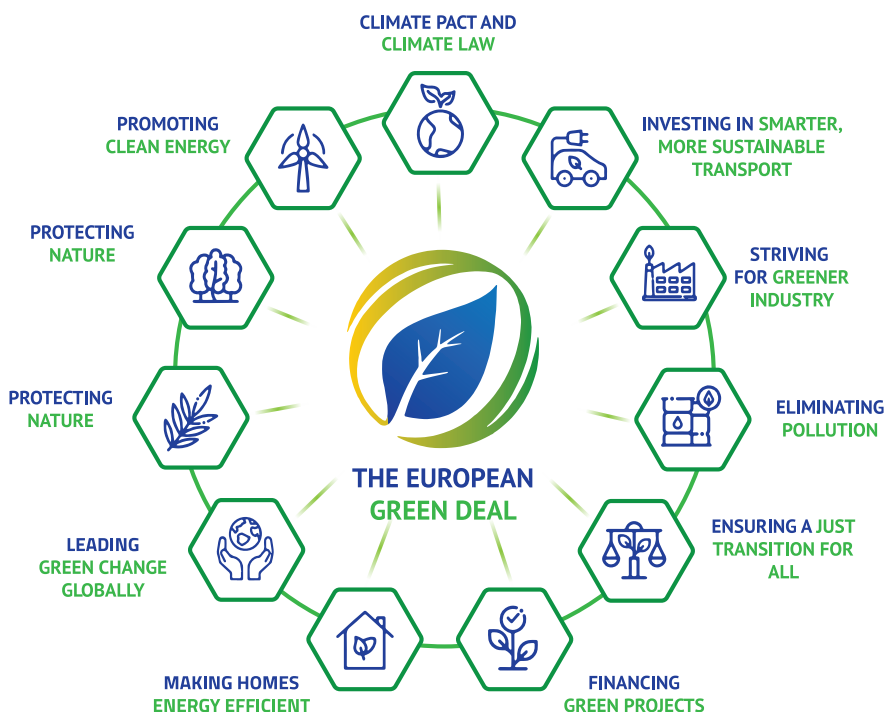 CLIMATE PACT AND
CLIMATE LAW
PROMOTING
CLEAN ENERGY
INVESTING IN SMARTER,
MORE SUSTAINABLE
TRANSPORT
PROTECTING
NATURE
STRIVING
FOR GREENER
INDUSTRY
PROTECTING
NATURE
ELIMINATING
POLLUTION
THE EUROPEAN
GREEN DEAL
LEADING
GREEN CHANGE
GLOBALLY
ENSURING A JUST
TRANSITION FOR
ALL
MAKING HOMES
ENERGY EFFICIENT
FINANCING
GREEN PROJECTS